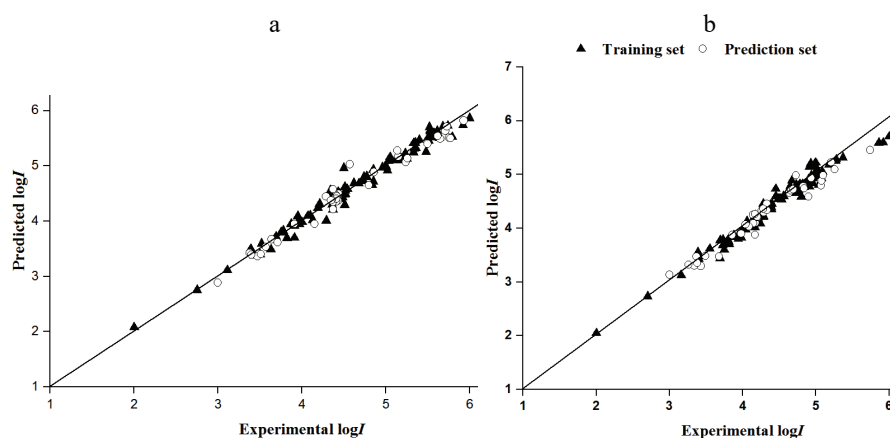 a
b
Training set
Prediction set
7
6
6
5
5
4
4
3
3
2
2
1
1
Predicted logI
Predicted logI
1 2 3 4 5 6
1 2 3 4 5 6
Experimental logI
Experimental logI